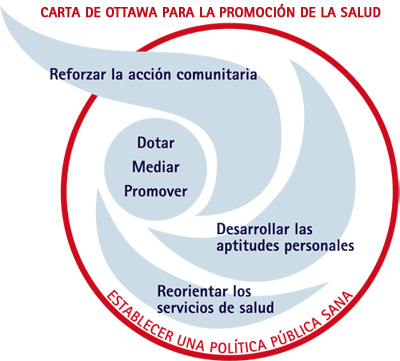 CARTA DE OTTAWA PARA LA PROMOCIÓN DE LA SALUD
Reforzar la acción comunitaria
Dotar
Mediar
Promover
Desarrollar las
aptitudes personales
Reorientar los
servicios de salud
ESTABLECER UNA POLÍTICA PÚBLICA SANA